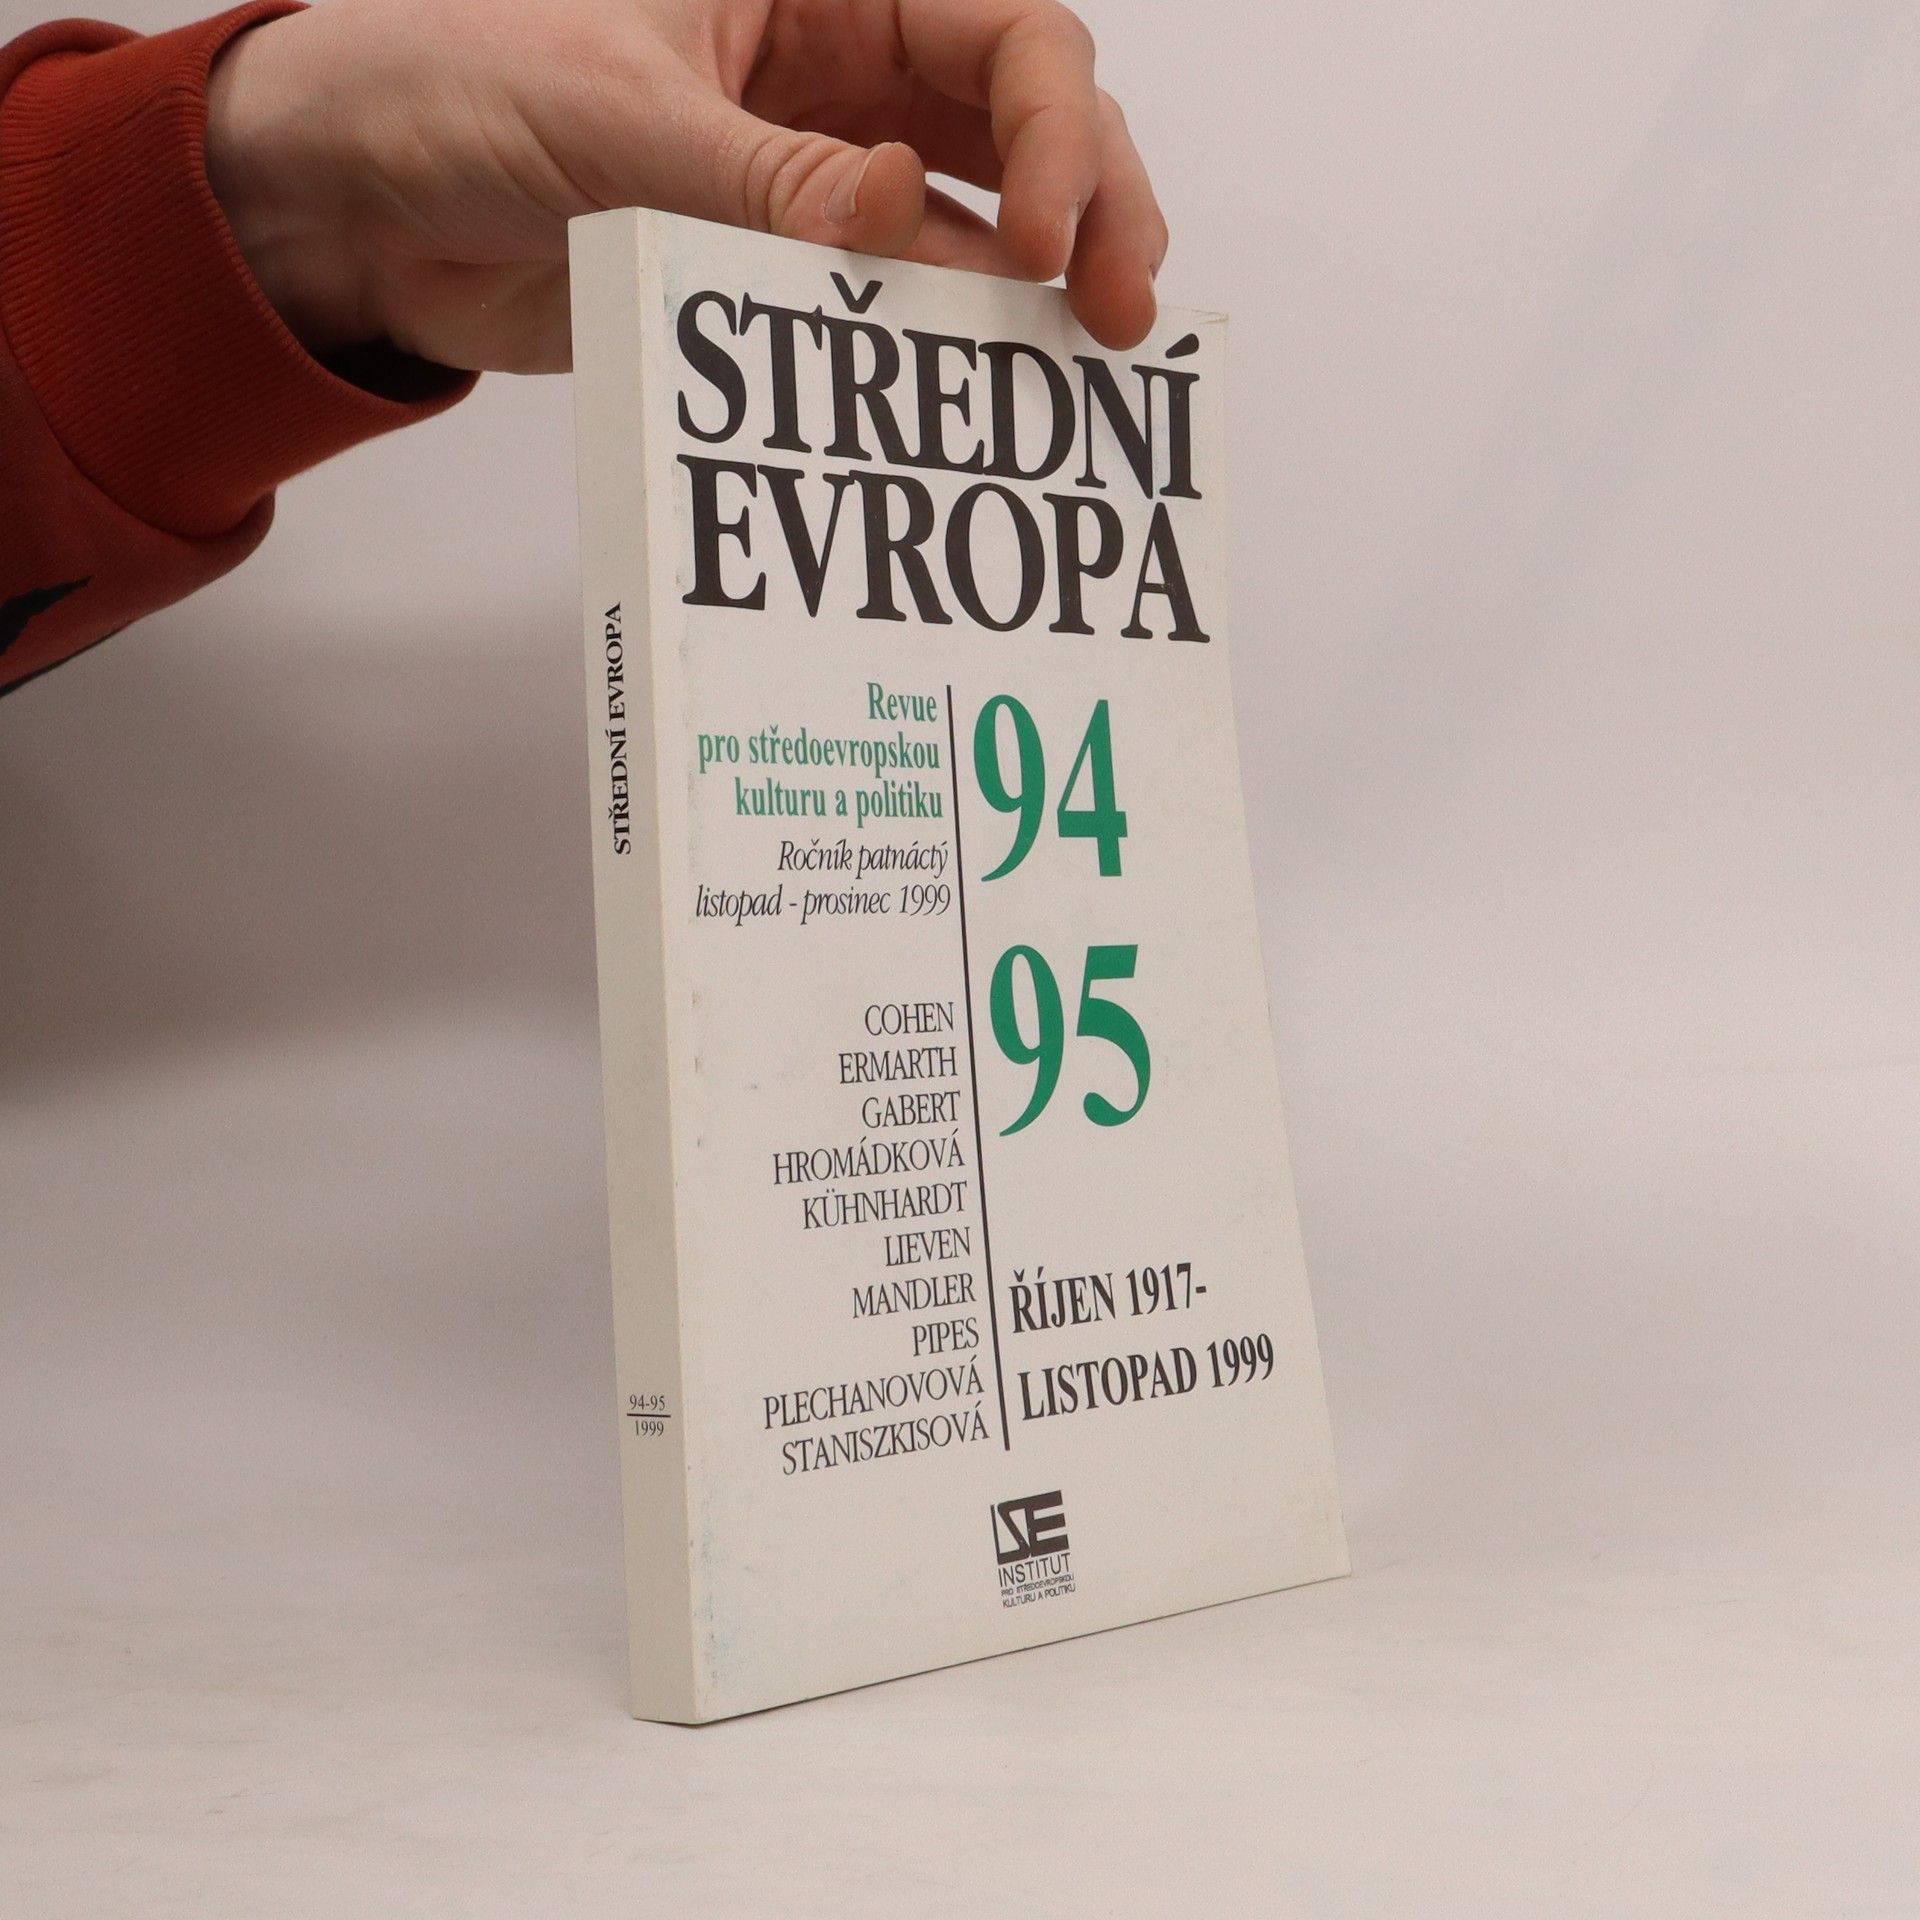 STŘEDNÍ
EVROPA
Revue
pro středoevropskou
kulturu a politiku
Ročník patnáctý
listopad - prosinec 1999
94
95
COHEN
ERMARTH
GABERT
HROMÁDKOVÁ
KÜHNHARDT
LIEVEN
MANDLER
PIPES
PLECHANOVOVÁ
STANISZKISOVÁ
ŘÍJEN 1917-
LISTOPAD 1999
ISE
INSTITUT
PRO STŘEDOEVROPSKOU
KULTURU A POLITIKU
STŘEDNÍ EVROPA
94-95
1999